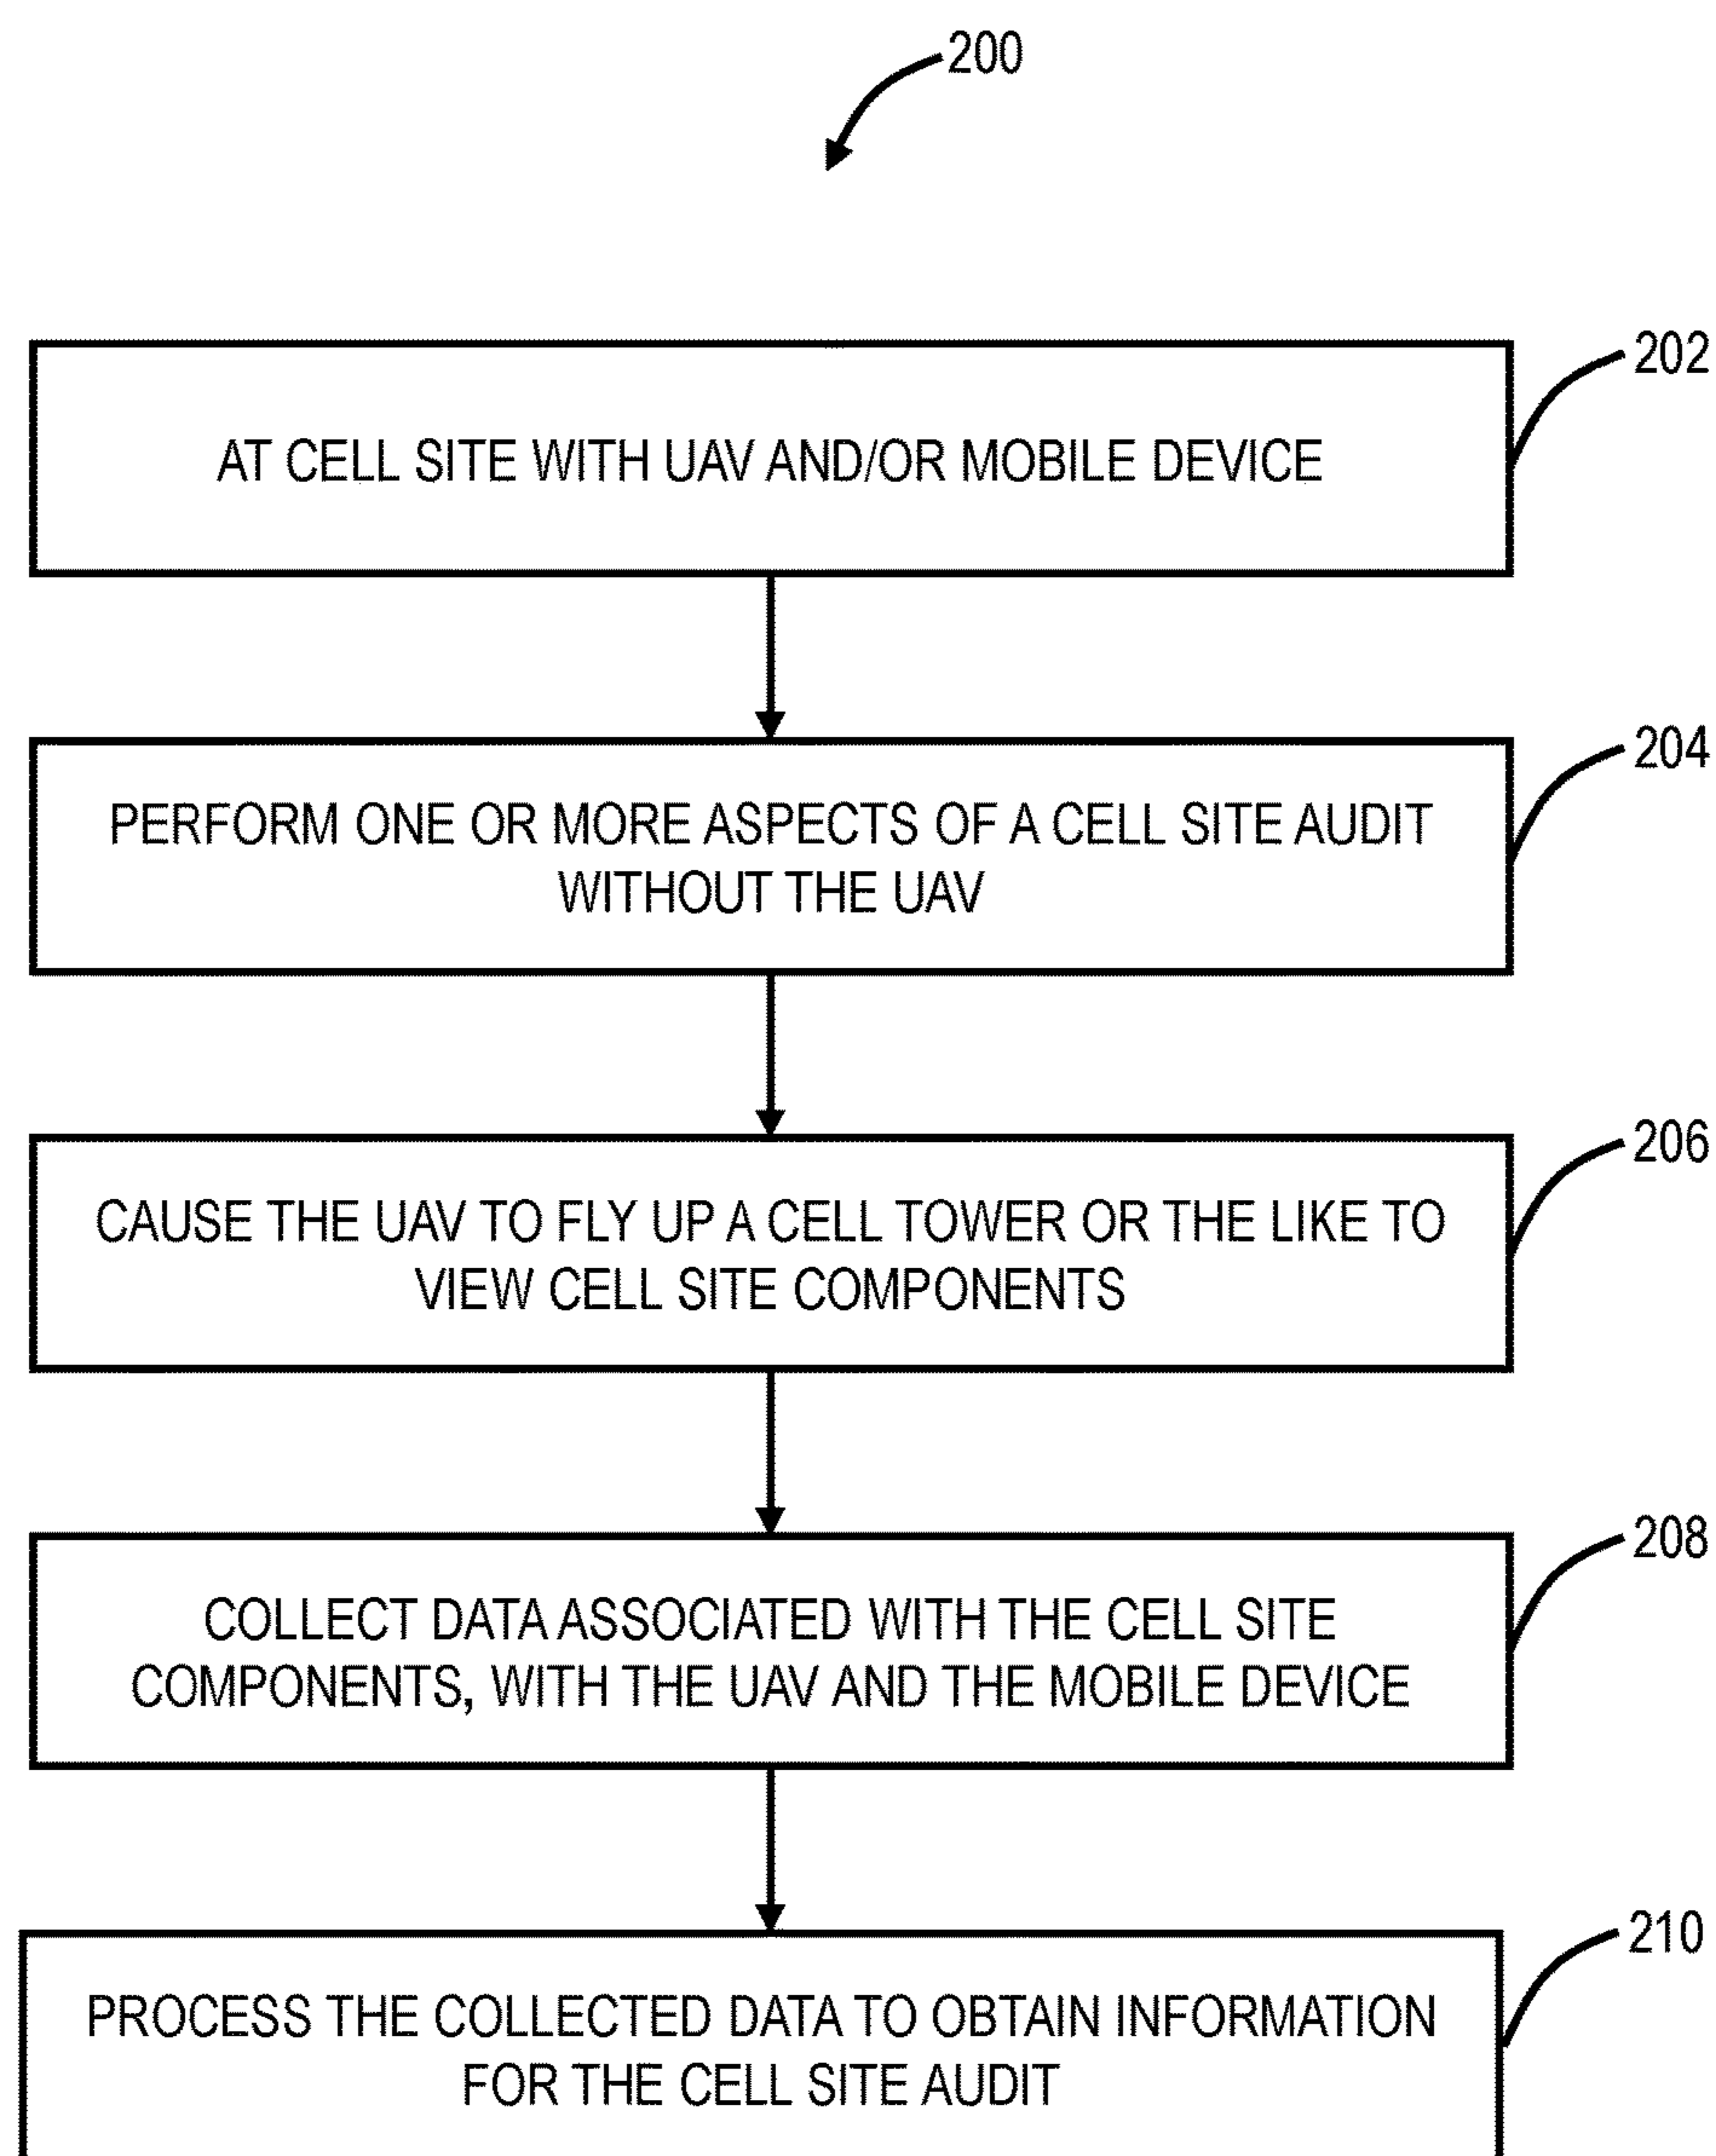 200
202
AT CELL SITE WITH UAV AND/OR MOBILE DEVICE
204
PERFORM ONE OR MORE ASPECTS OF A CELL SITE AUDIT
WITHOUT THE UAV
206
CAUSE THE UAV TO FLY UP A CELL TOWER OR THE LIKE TO
VIEW CELL SITE COMPONENTS
208
COLLECT DATA ASSOCIATED WITH THE CELL SITE
COMPONENTS, WITH THE UAV AND THE MOBILE DEVICE
210
PROCESS THE COLLECTED DATA TO OBTAIN INFORMATION
FOR THE CELL SITE AUDIT